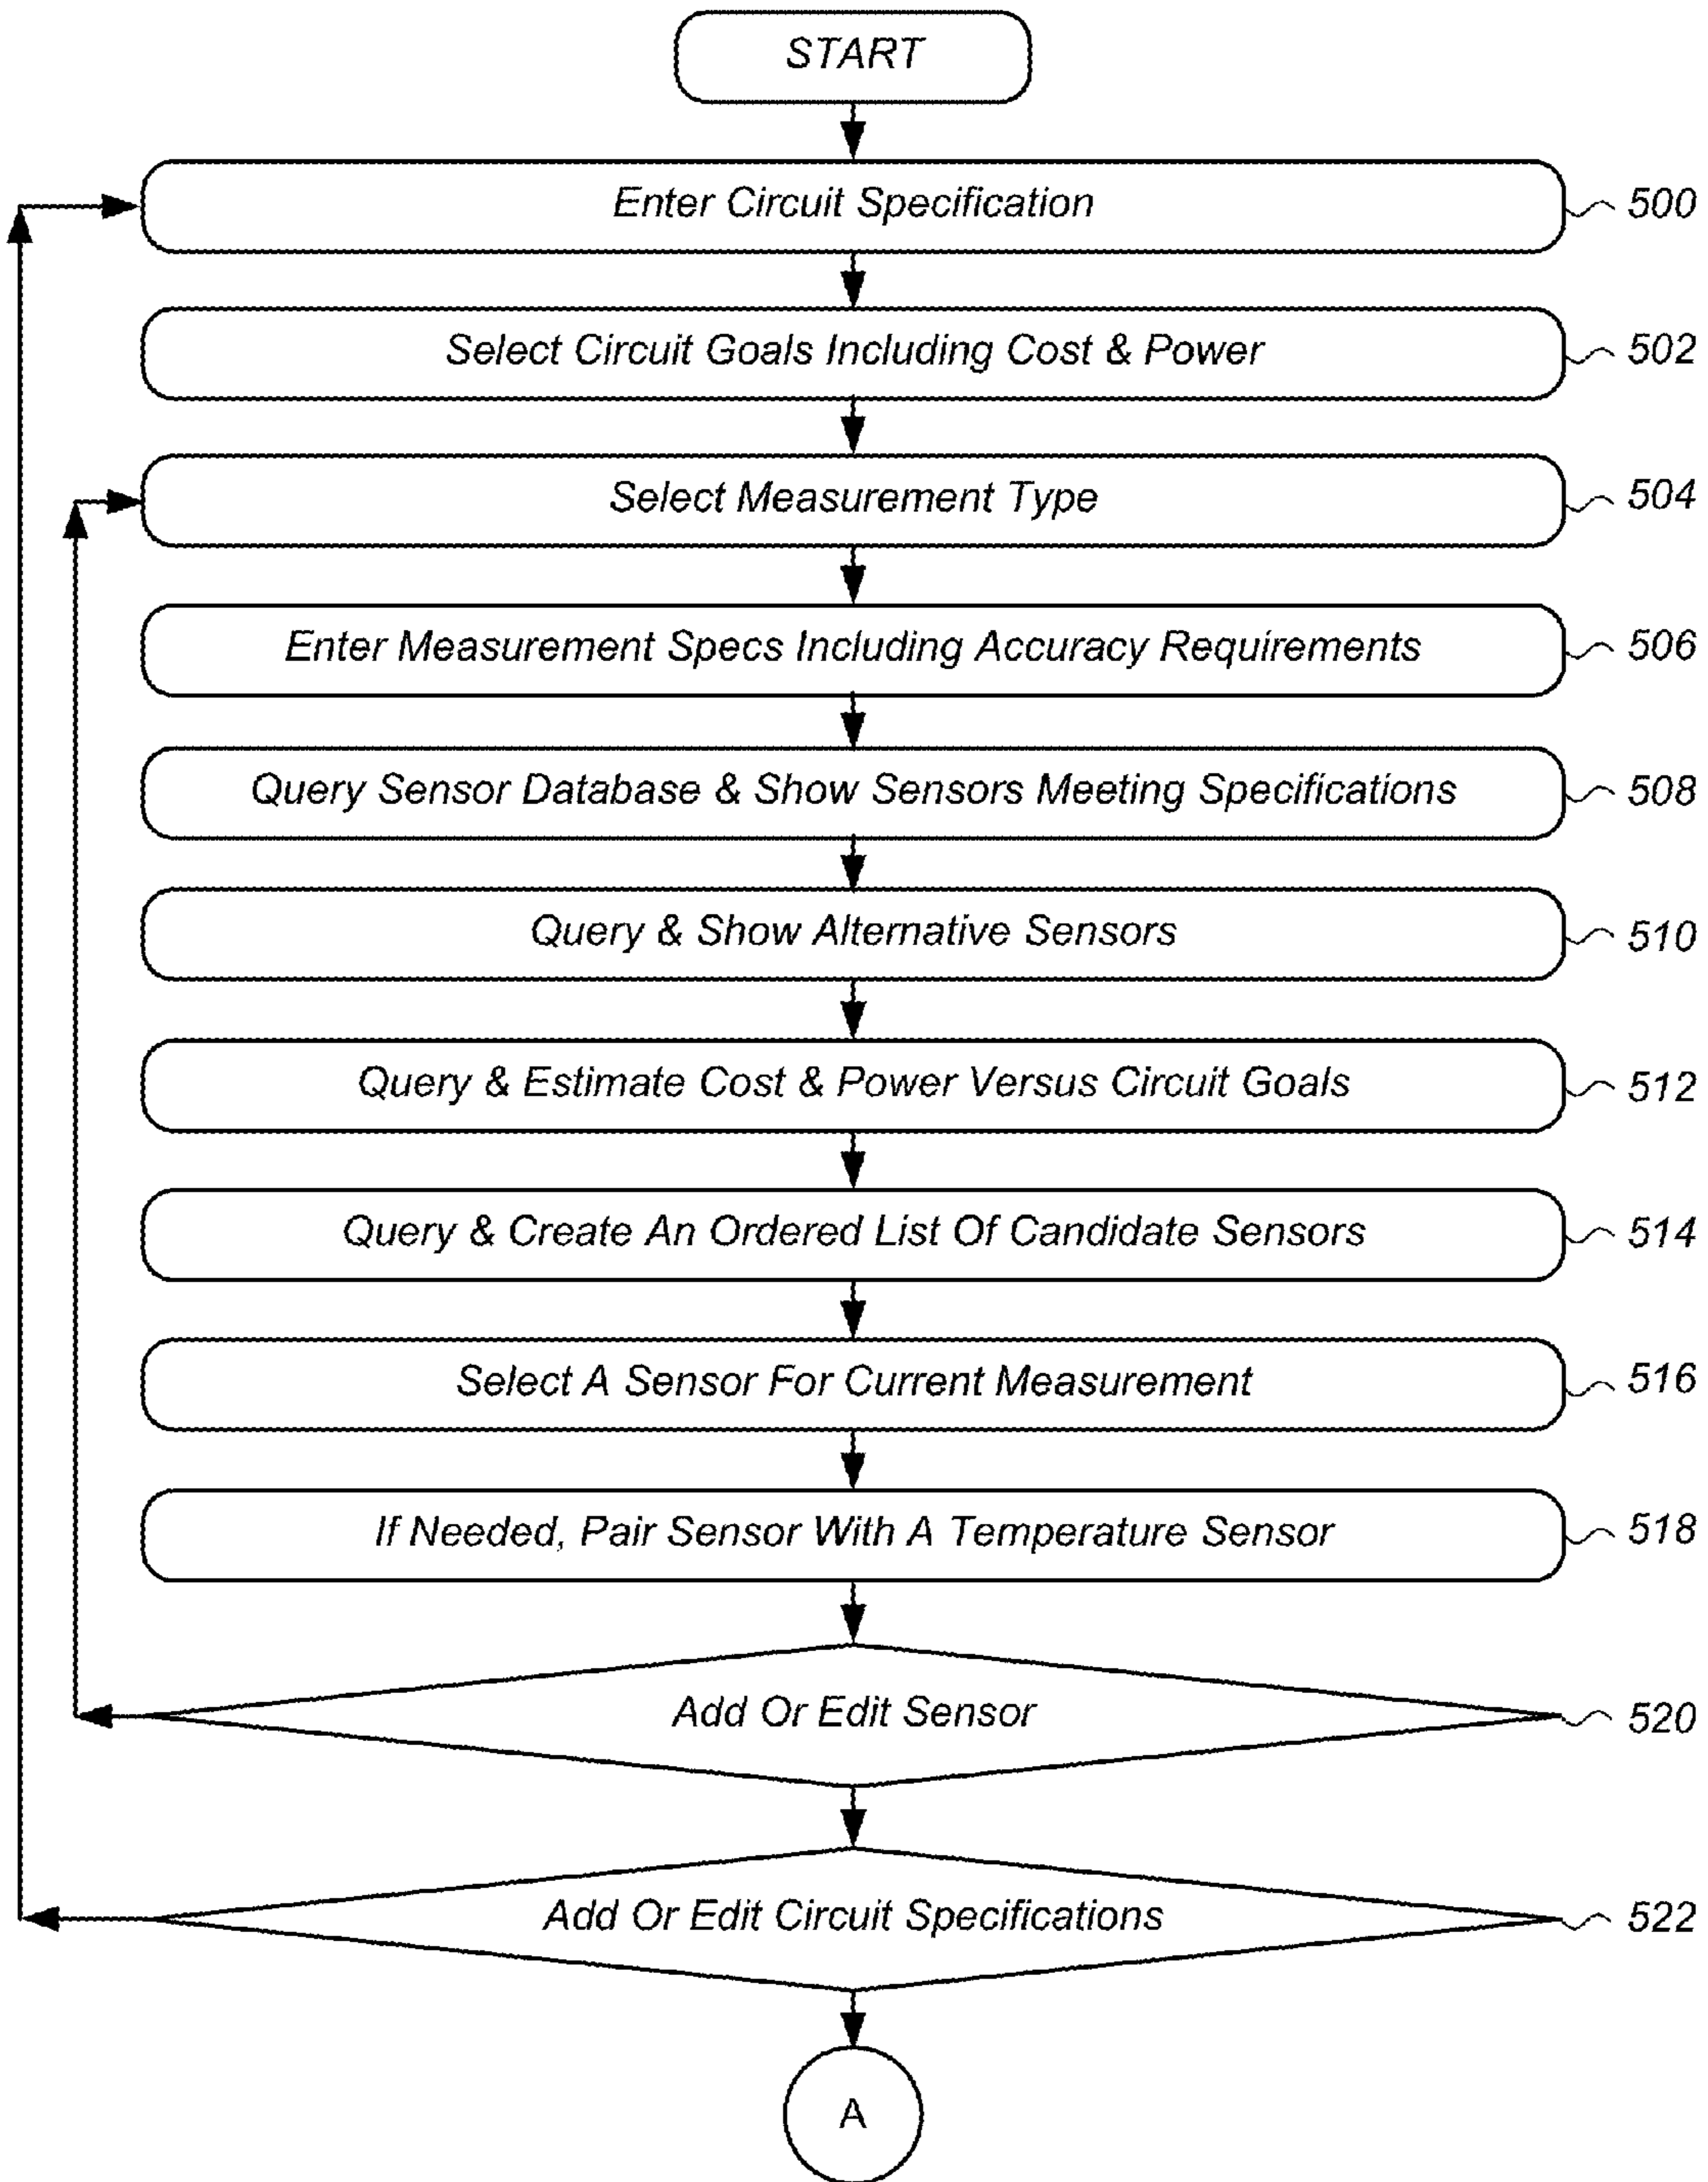 START
Enter Circuit Specification 500
Select Circuit Goals Including Cost & Power 502
Select Measurement Type 504
Enter Measurement Specs Including Accuracy Requirements 506
Query Sensor Database & Show Sensors Meeting Specifications 508
Query & Show Alternative Sensors 510
Query & Estimate Cost & Power Versus Circuit Goals 512
Query & Create An Ordered List Of Candidate Sensors 514
Select A Sensor For Current Measurement 516
If Needed, Pair Sensor With A Temperature Sensor 518
Add Or Edit Sensor 520
Add Or Edit Circuit Specifications 522
A